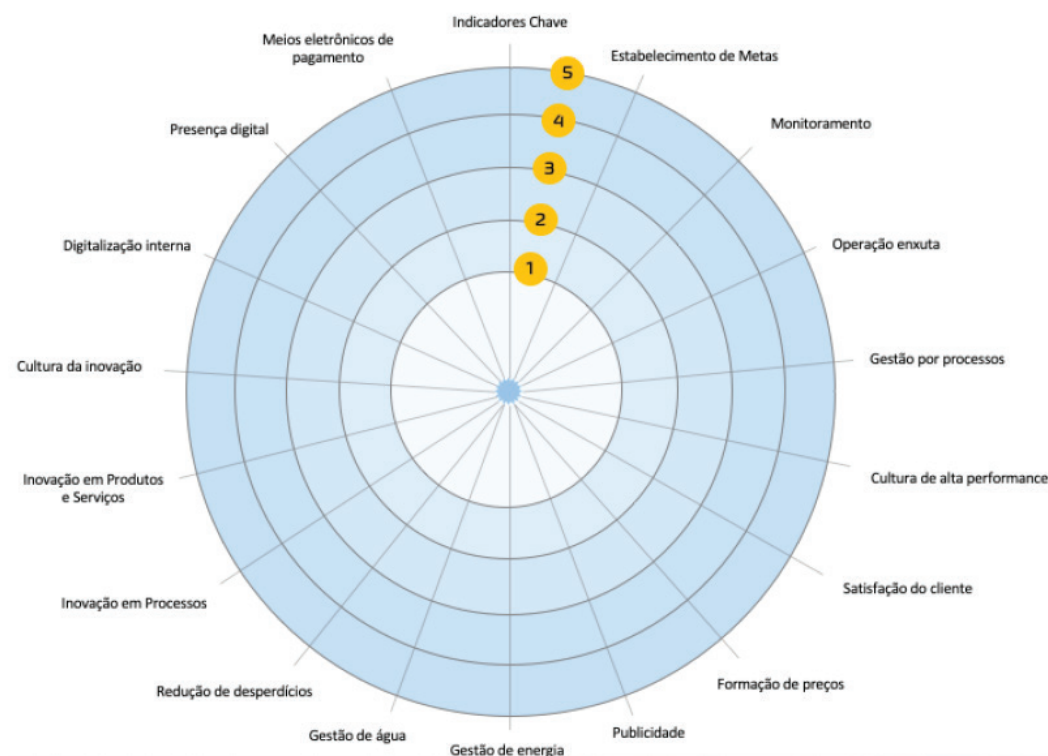 Indicadores Chave
Estabelecimento de Metas
Monitoramento
Operação enxuta
Gestão por processos
Cultura de alta performance
Satisfação do cliente
Formação de preços
Publicidade
Gestão de energia
Gestão de água
Redução de desperdícios
Inovação em Processos
Inovação em Produtos
e Serviços
Cultura da inovação
Digitalização interna
Presença digital
Meios eletrônicos de
pagamento
5
4
3
2
1